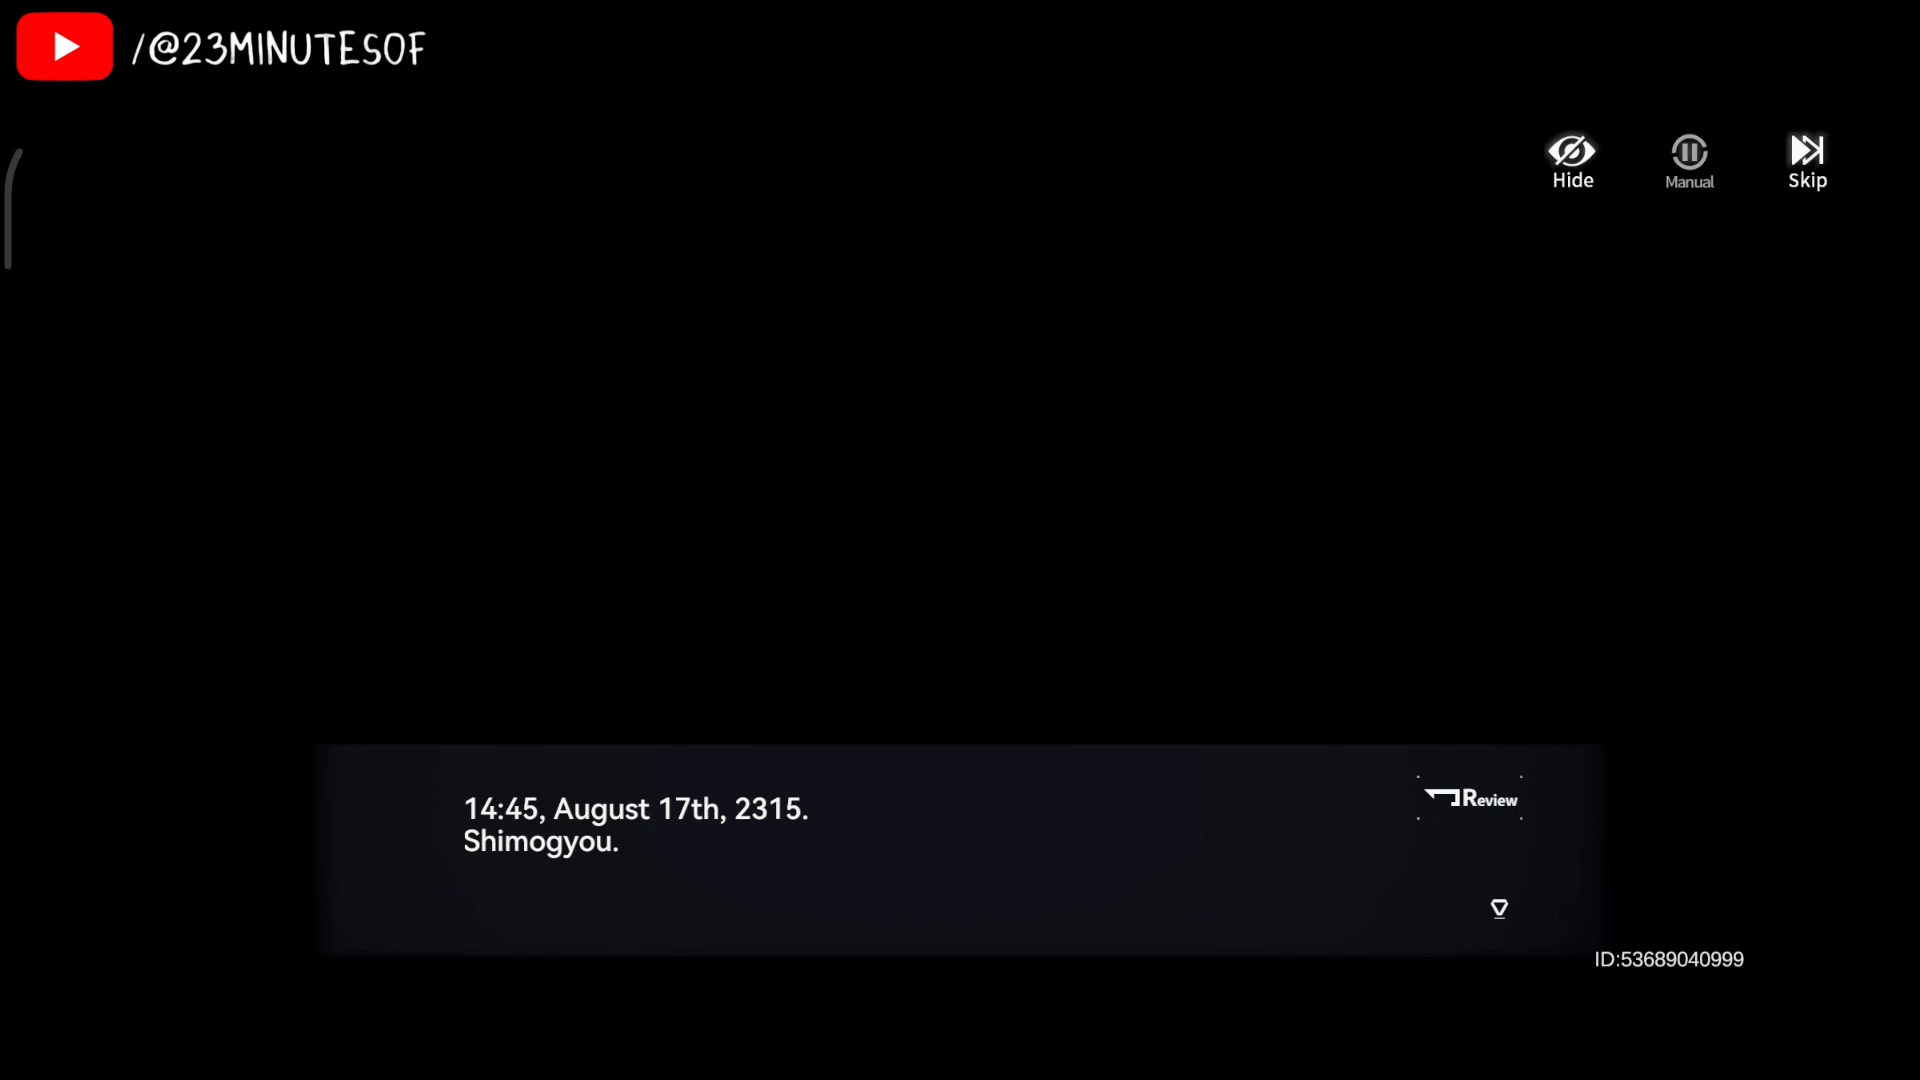 /@23MINUTESOF
Hide
Manual
Skip
14:45, August 17th, 2315.
Shimogyou.
Review
ID:53689040999